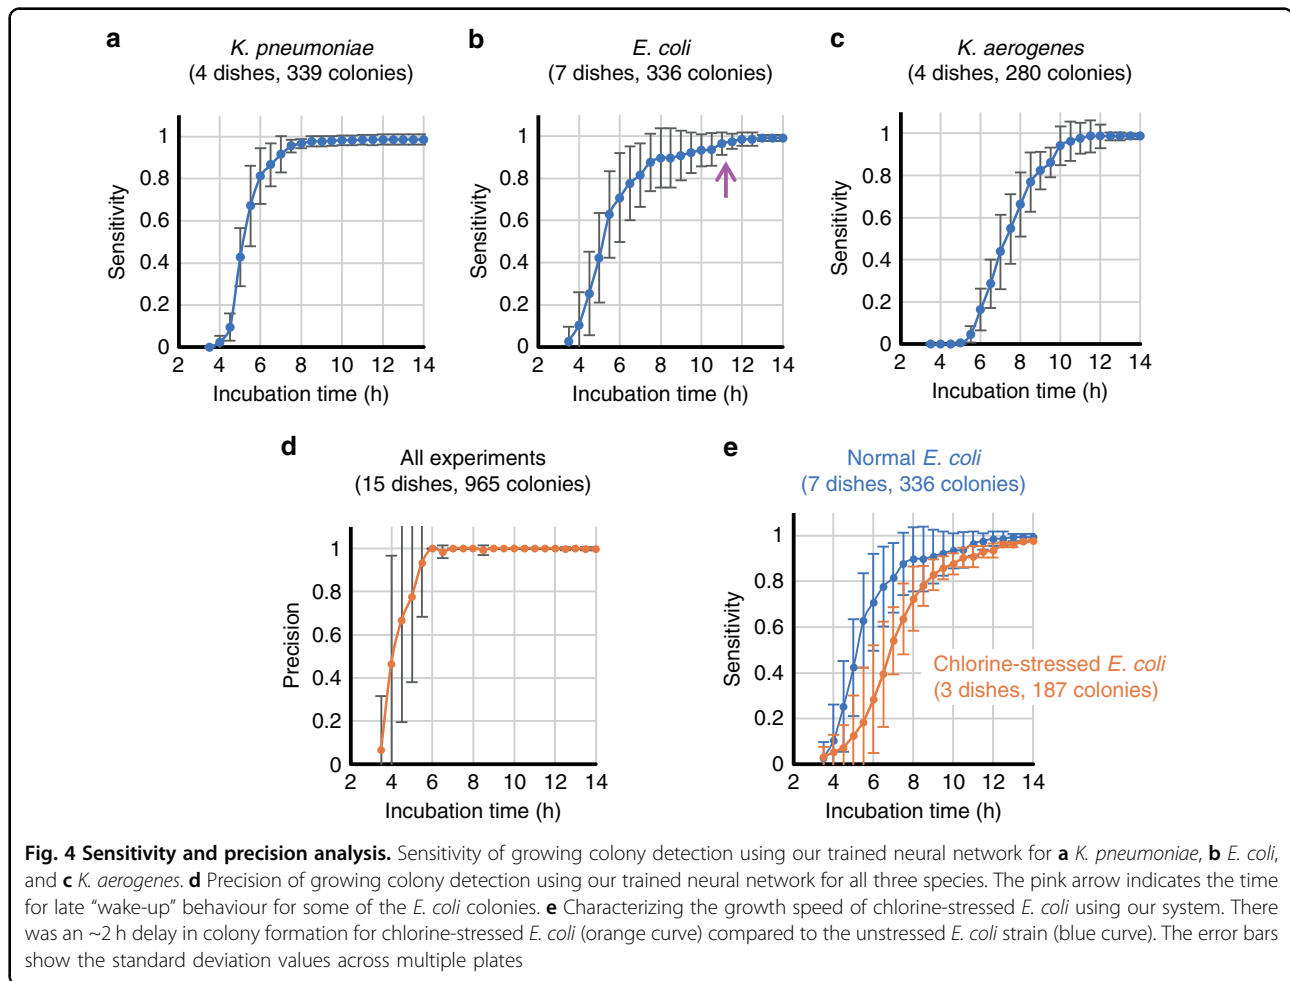 a
K. pneumoniae
(4 dishes, 339 colonies)
Sensitivity
1
0.8
0.6
0.4
0.2
0
2 4 6 8 10 12 14
Incubation time (h)
b
E. coli
(7 dishes, 336 colonies)
Sensitivity
1
0.8
0.6
0.4
0.2
0
2 4 6 8 10 12 14
Incubation time (h)
c
K. aerogenes
(4 dishes, 280 colonies)
Sensitivity
1
0.8
0.6
0.4
0.2
0
2 4 6 8 10 12 14
Incubation time (h)
d
All experiments
(15 dishes, 965 colonies)
Precision
1
0.8
0.6
0.4
0.2
0
2 4 6 8 10 12 14
Incubation time (h)
e
Normal E. coli
(7 dishes, 336 colonies)
Sensitivity
1
0.8
0.6
0.4
0.2
0
Chlorine-stressed E. coli
(3 dishes, 187 colonies)
2 4 6 8 10 12 14
Incubation time (h)
Fig. 4 Sensitivity and precision analysis. Sensitivity of growing colony detection using our trained neural network for a K. pneumoniae, b E. coli,
and c K. aerogenes. d Precision of growing colony detection using our trained neural network for all three species. The pink arrow indicates the time
for late “wake-up” behaviour for some of the E. coli colonies. e Characterizing the growth speed of chlorine-stressed E. coli using our system. There
was an ~2 h delay in colony formation for chlorine-stressed E. coli (orange curve) compared to the unstressed E. coli strain (blue curve). The error bars
show the standard deviation values across multiple plates